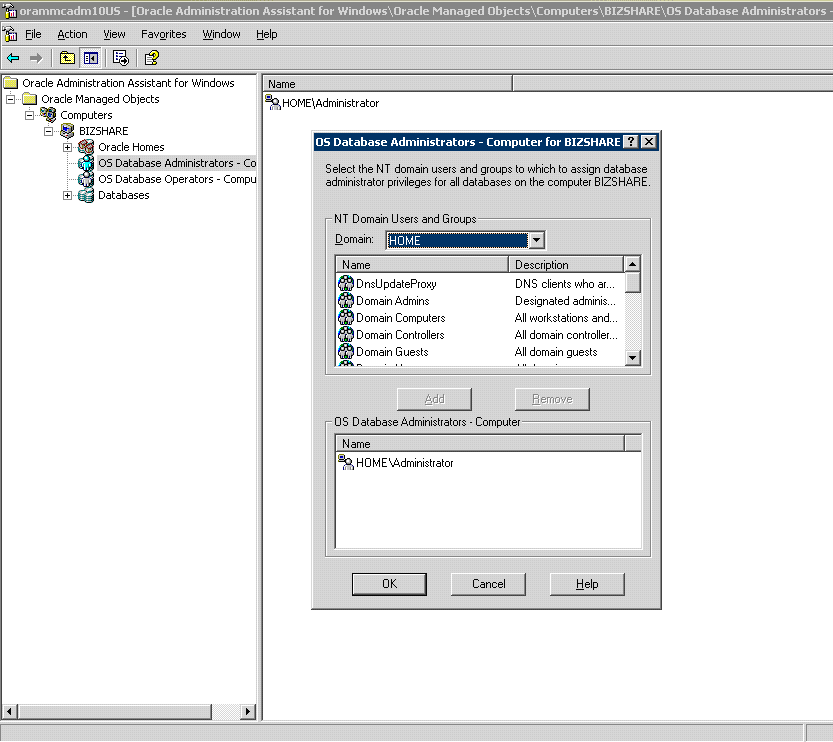 orammcadm10US - [Oracle Administration Assistant for Windows\Oracle Managed Objects\Computers\BIZSHARE\OS Database Administrators -
File Action View Favorites Window Help
Oracle Administration Assistant for Windows
Oracle Managed Objects
Computers
BIZSHARE
Oracle Homes
OS Database Administrators - Co
OS Database Operators - Compu
Databases
Name
HOME\Administrator
OS Database Administrators - Computer for BIZSHARE
Select the NT domain users and groups to which to assign database
administrator privileges for all databases on the computer BIZSHARE.
NT Domain Users and Groups
Domain: HOME
Name Description
DnsUpdateProxy DNS clients who ar...
Domain Admins Designated adminis...
Domain Computers All workstations and...
Domain Controllers All domain controller...
Domain Guests All domain guests
Add Remove
OS Database Administrators - Computer
Name
HOME\Administrator
OK Cancel Help